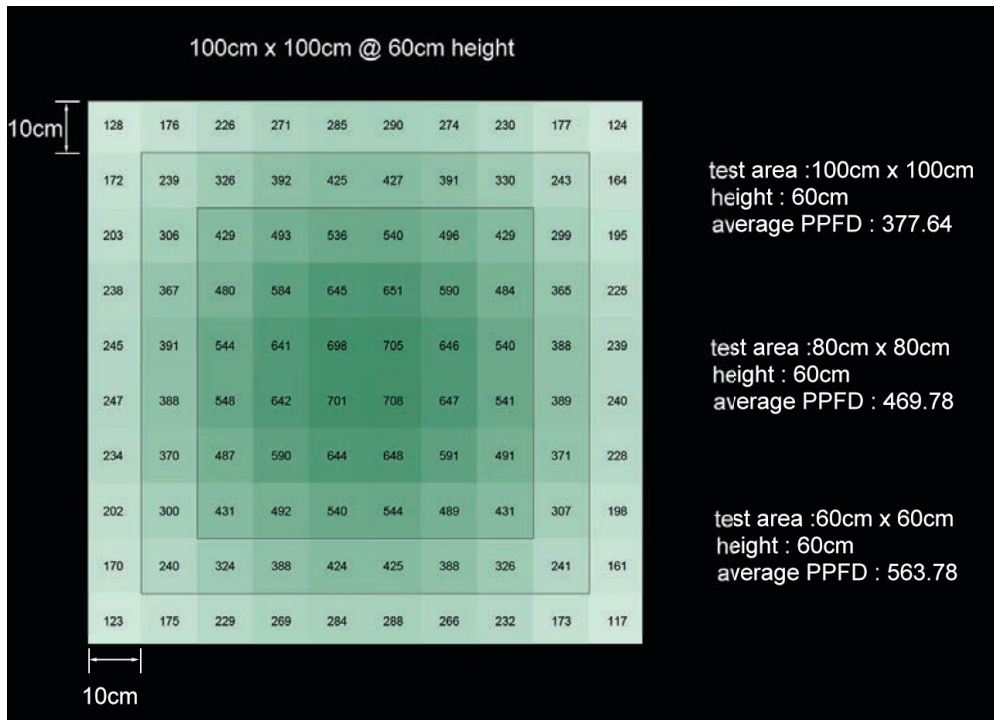 100cm x 100cm @ 60cm height
10cm
128 176 226 271 285 290 274 230 177 124
172 239 326 392 425 427 391 330 243 164
203 306 429 493 536 540 496 429 299 195
238 367 480 584 645 651 590 484 365 225
245 391 544 641 698 705 646 540 388 239
247 388 548 642 701 708 647 541 389 240
234 370 487 590 644 648 591 491 371 228
202 300 431 492 540 544 489 431 307 198
170 240 324 388 424 425 388 326 241 161
123 175 229 269 284 288 266 232 173 117
10cm
test area :100cm x 100cm
height : 60cm
average PPFD : 377.64
test area :80cm x 80cm
height : 60cm
average PPFD : 469.78
test area :60cm x 60cm
height : 60cm
average PPFD : 563.78